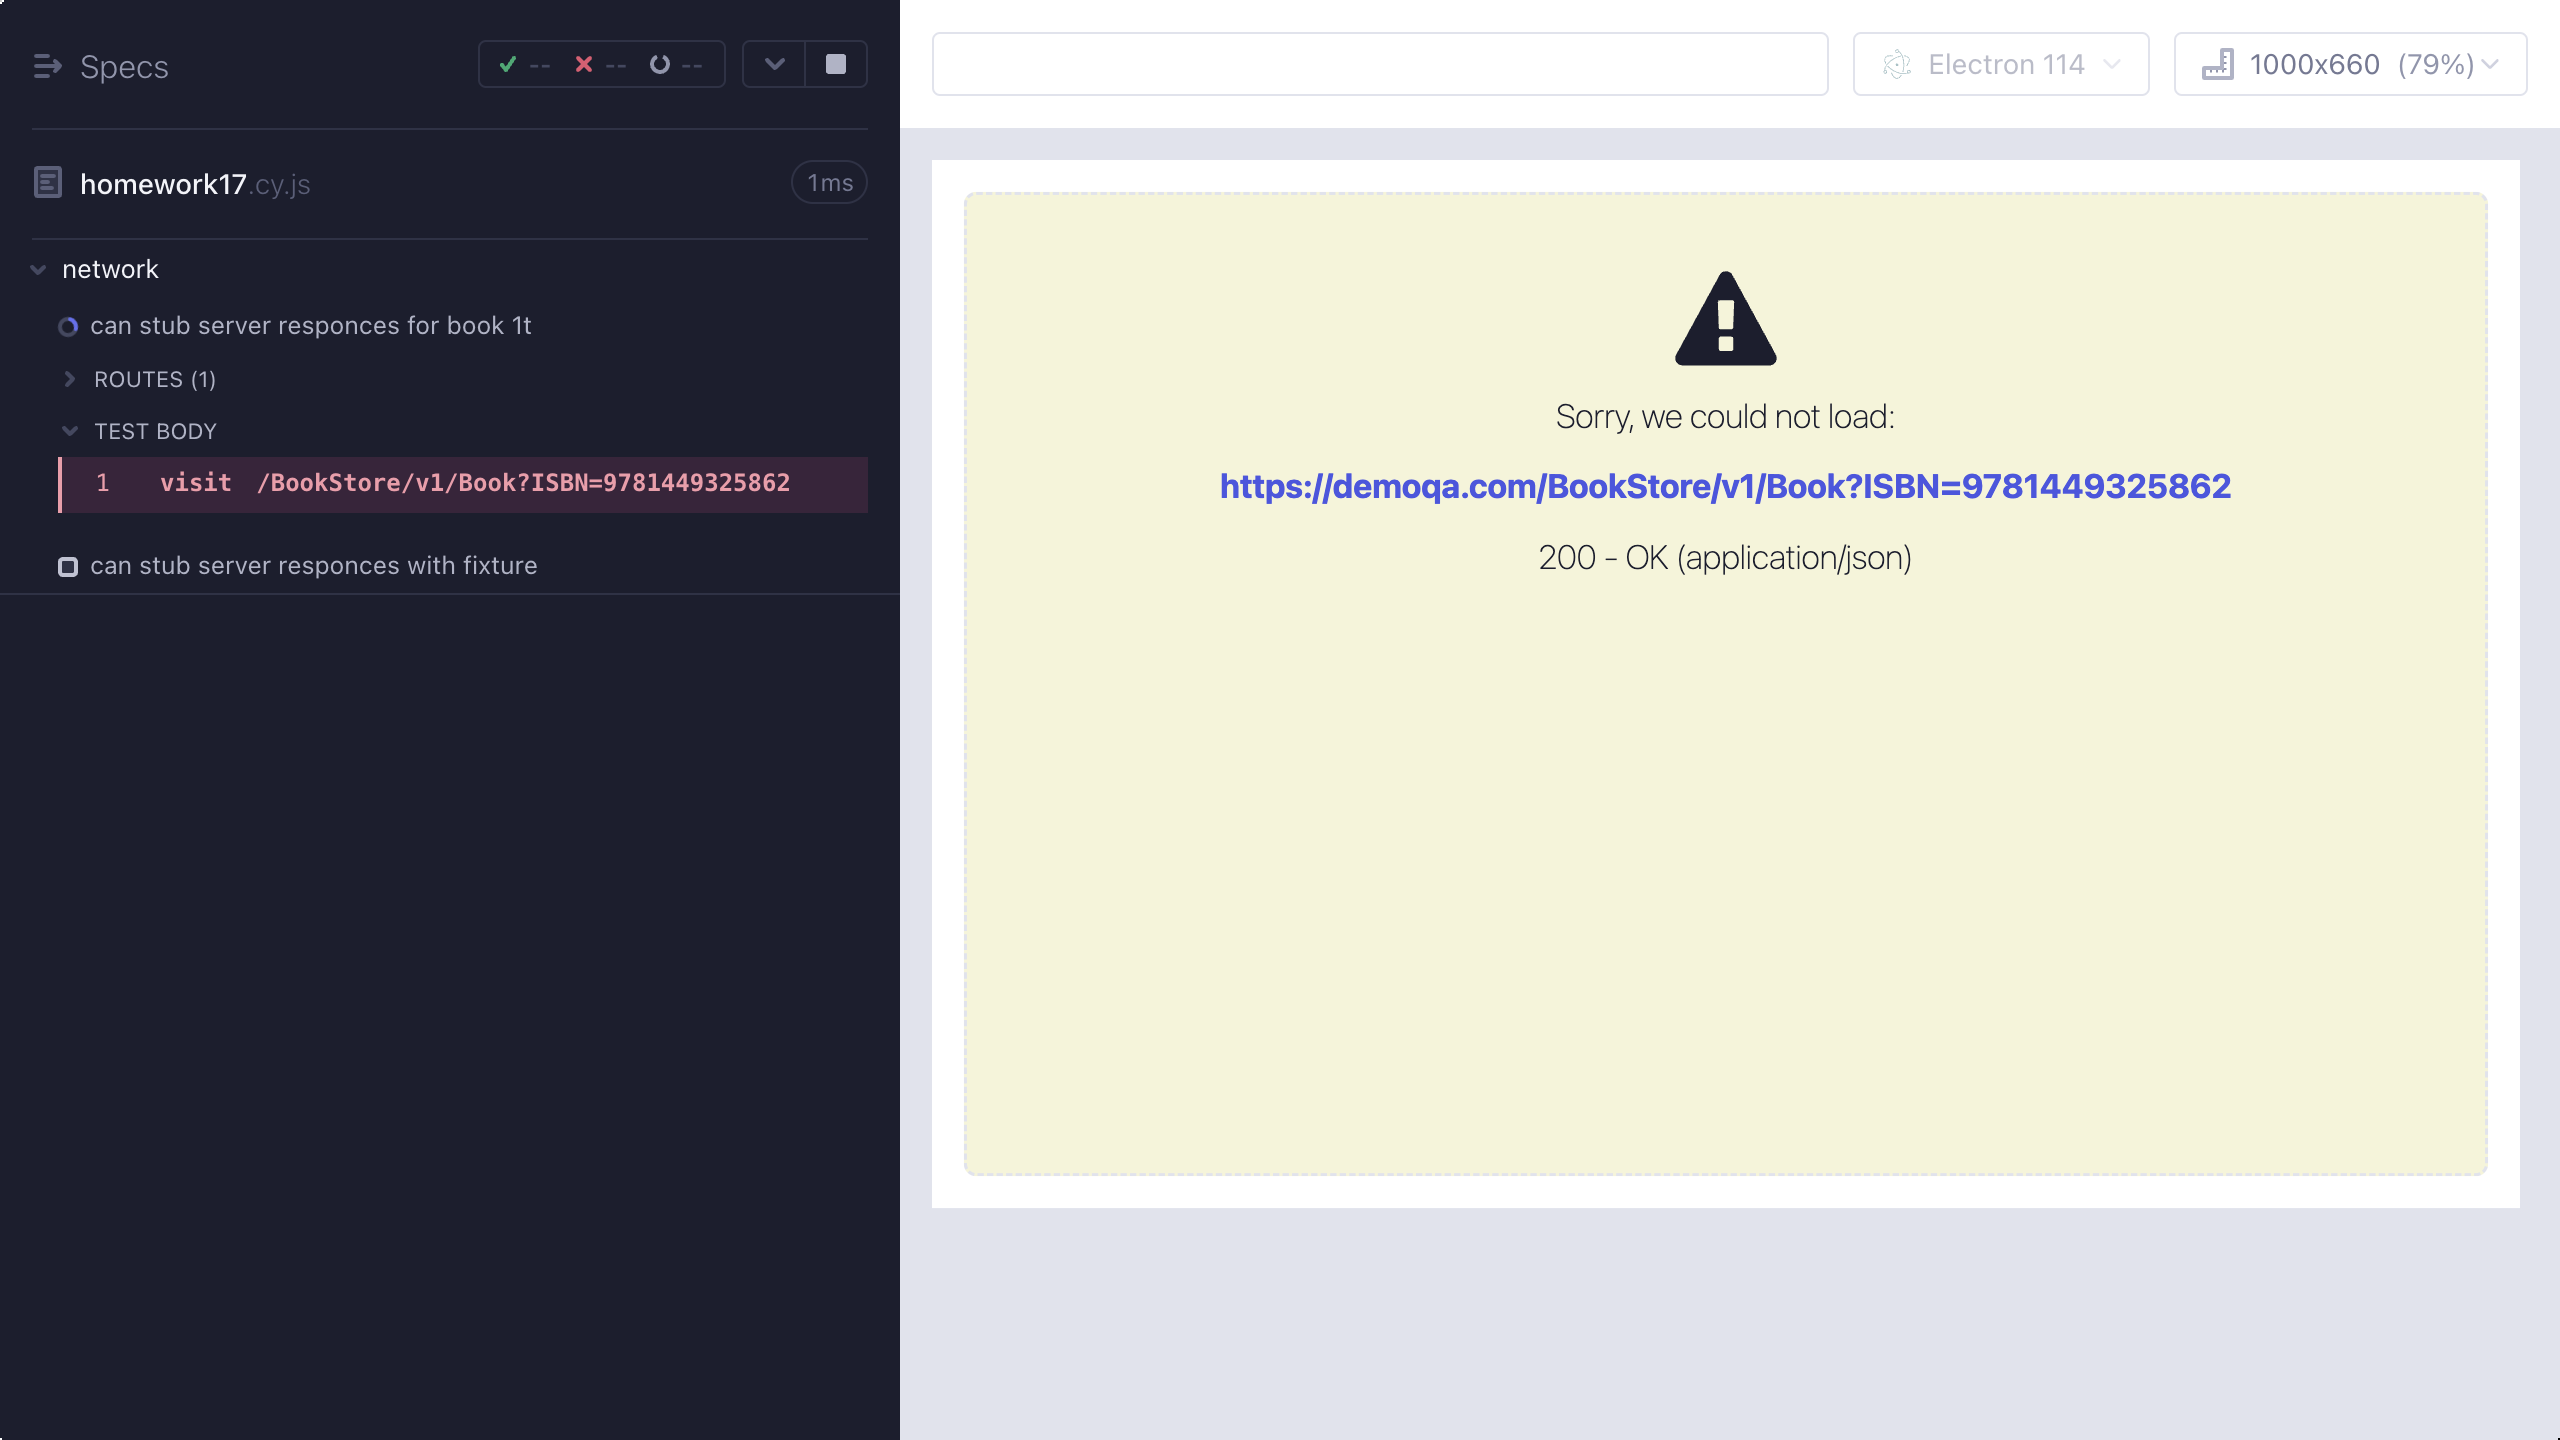 Specs
-- -- --
homework17.cy.js
1ms
network
can stub server responces for book 1t
ROUTES (1)
TEST BODY
1 visit /BookStore/v1/Book?ISBN=9781449325862
can stub server responces with fixture
Electron 114
1000x660 (79%)
Sorry, we could not load:
https://demoqa.com/BookStore/v1/Book?ISBN=9781449325862
200 - OK (application/json)